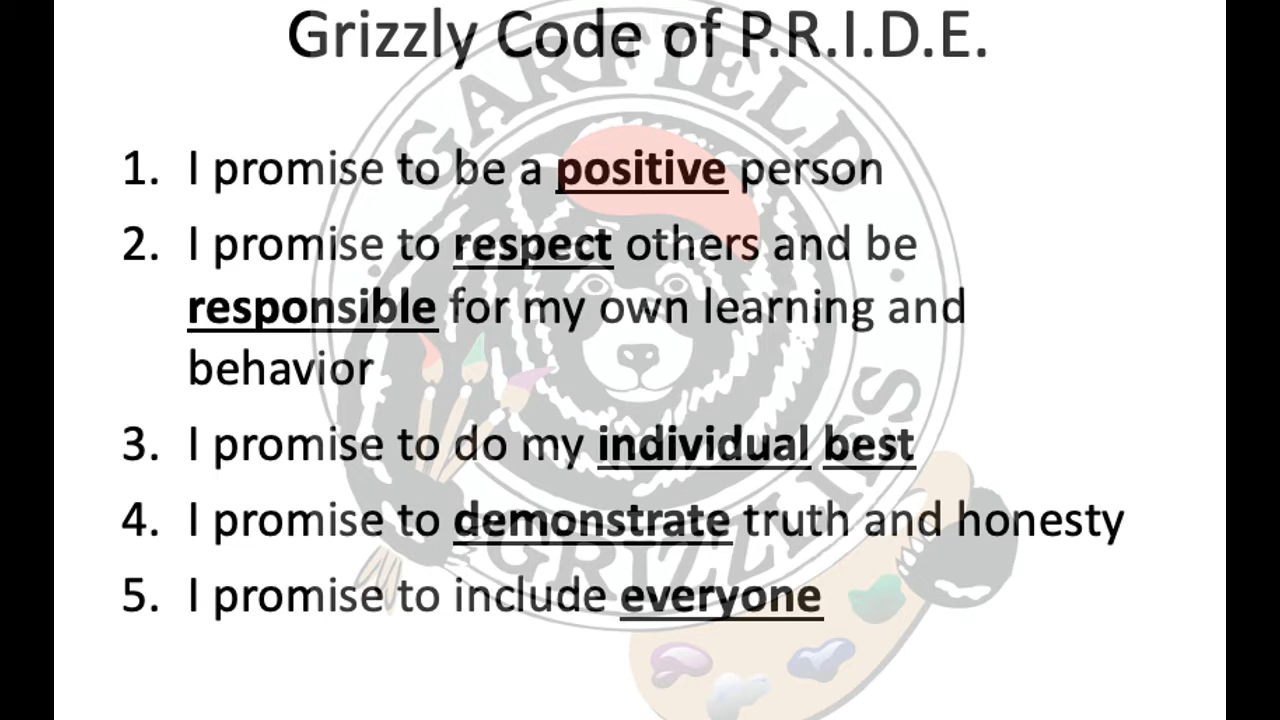 Grizzly Code of P.R.I.D.E.
GARFIELD
1. I promise to be a positive person
2. I promise to respect others and be
responsible for my own learning and
behavior
3. I promise to do my individual best
4. I promise to demonstrate truth and honesty
GRIZZLIES
5. I promise to include everyone